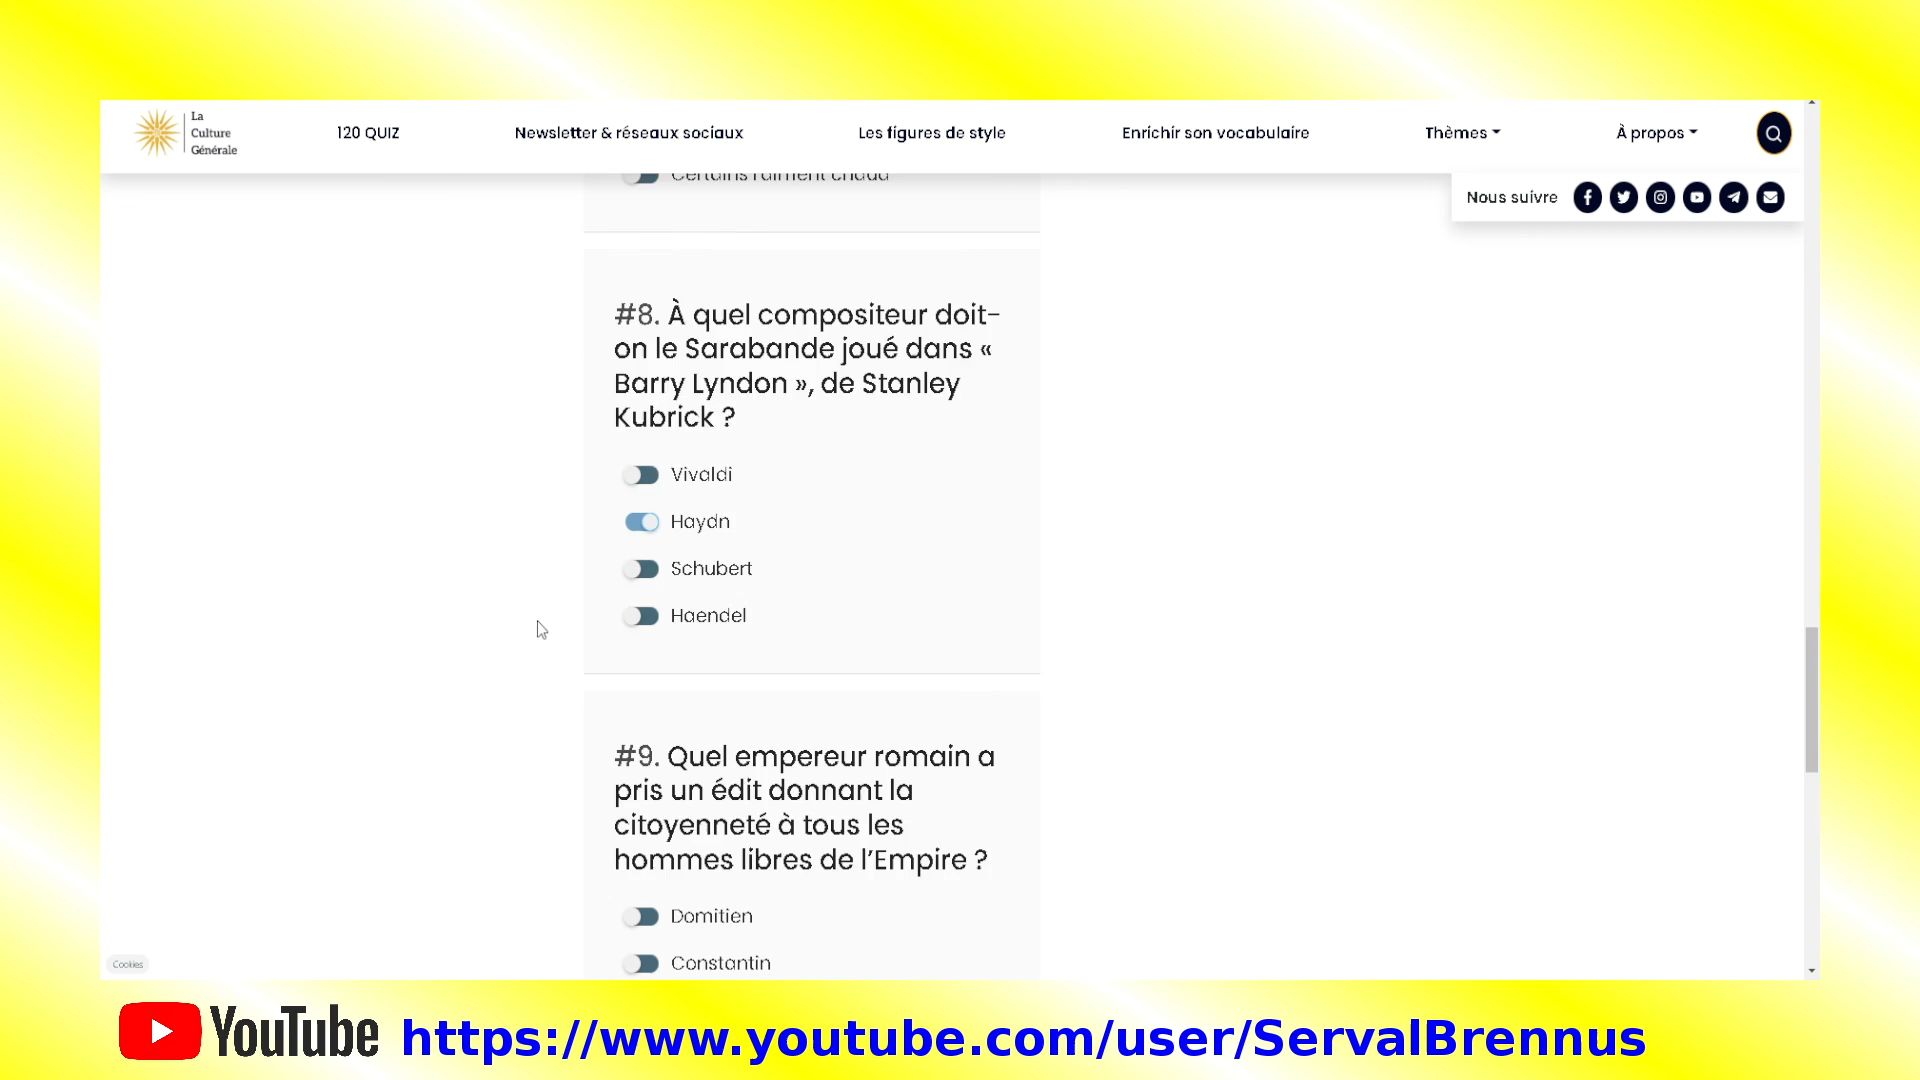 La
Culture
Générale
120 QUIZ
Newsletter & réseaux sociaux
Les figures de style
Enrichir son vocabulaire
Thèmes
À propos
Nous suivre
Certains l'aiment chaud
#8. À quel compositeur doit-
on le Sarabande joué dans «
Barry Lyndon », de Stanley
Kubrick ?
Vivaldi
Haydn
Schubert
Haendel
#9. Quel empereur romain a
pris un édit donnant la
citoyenneté à tous les
hommes libres de l'Empire ?
Domitien
Constantin
Cookies
YouTube https://www.youtube.com/user/ServalBrennus